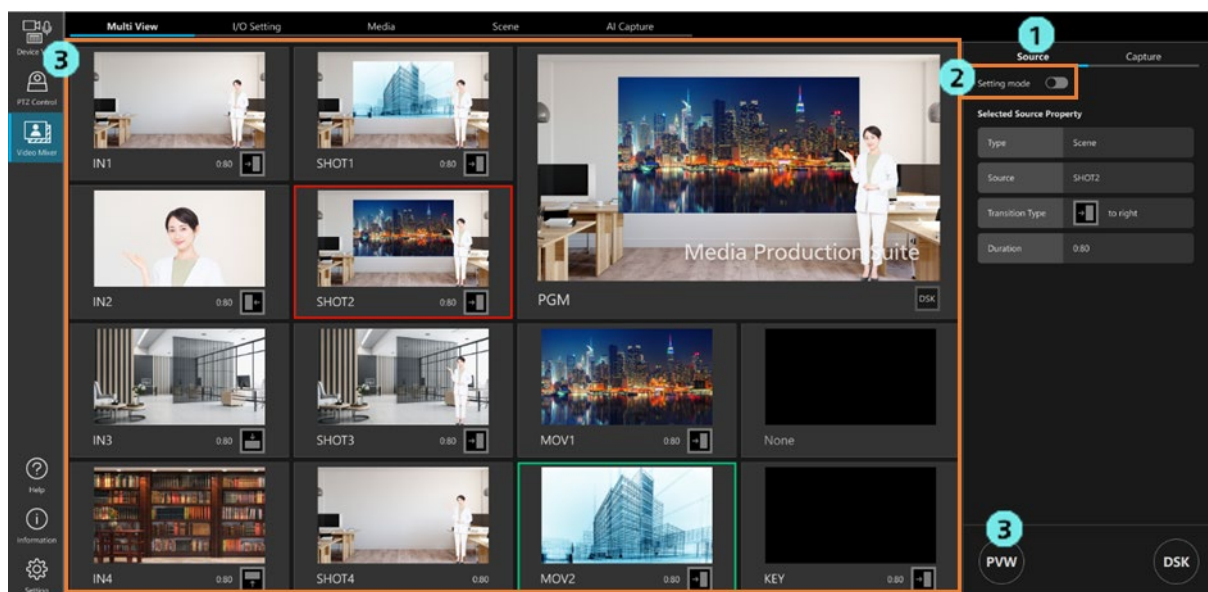 Multi View
I/O Setting
Media
Scene
AI Capture
1
Device
3
Source
Capture
2
Setting mode
PTZ Control
Selected Source Property
Video Mixer
Type
Scene
IN1
0:80
SHOT1
0:80
Source
SHOT2
Transition Type
to right
Media Production Suite
Duration
0:80
IN2
0:80
SHOT2
0:80
PGM
DSK
IN3
0:80
SHOT3
0:80
MOV1
0:80
None
Help
Information
3
PVW
DSK
IN4
0:80
SHOT4
0:80
MOV2
0:80
KEY
0:80
Setting